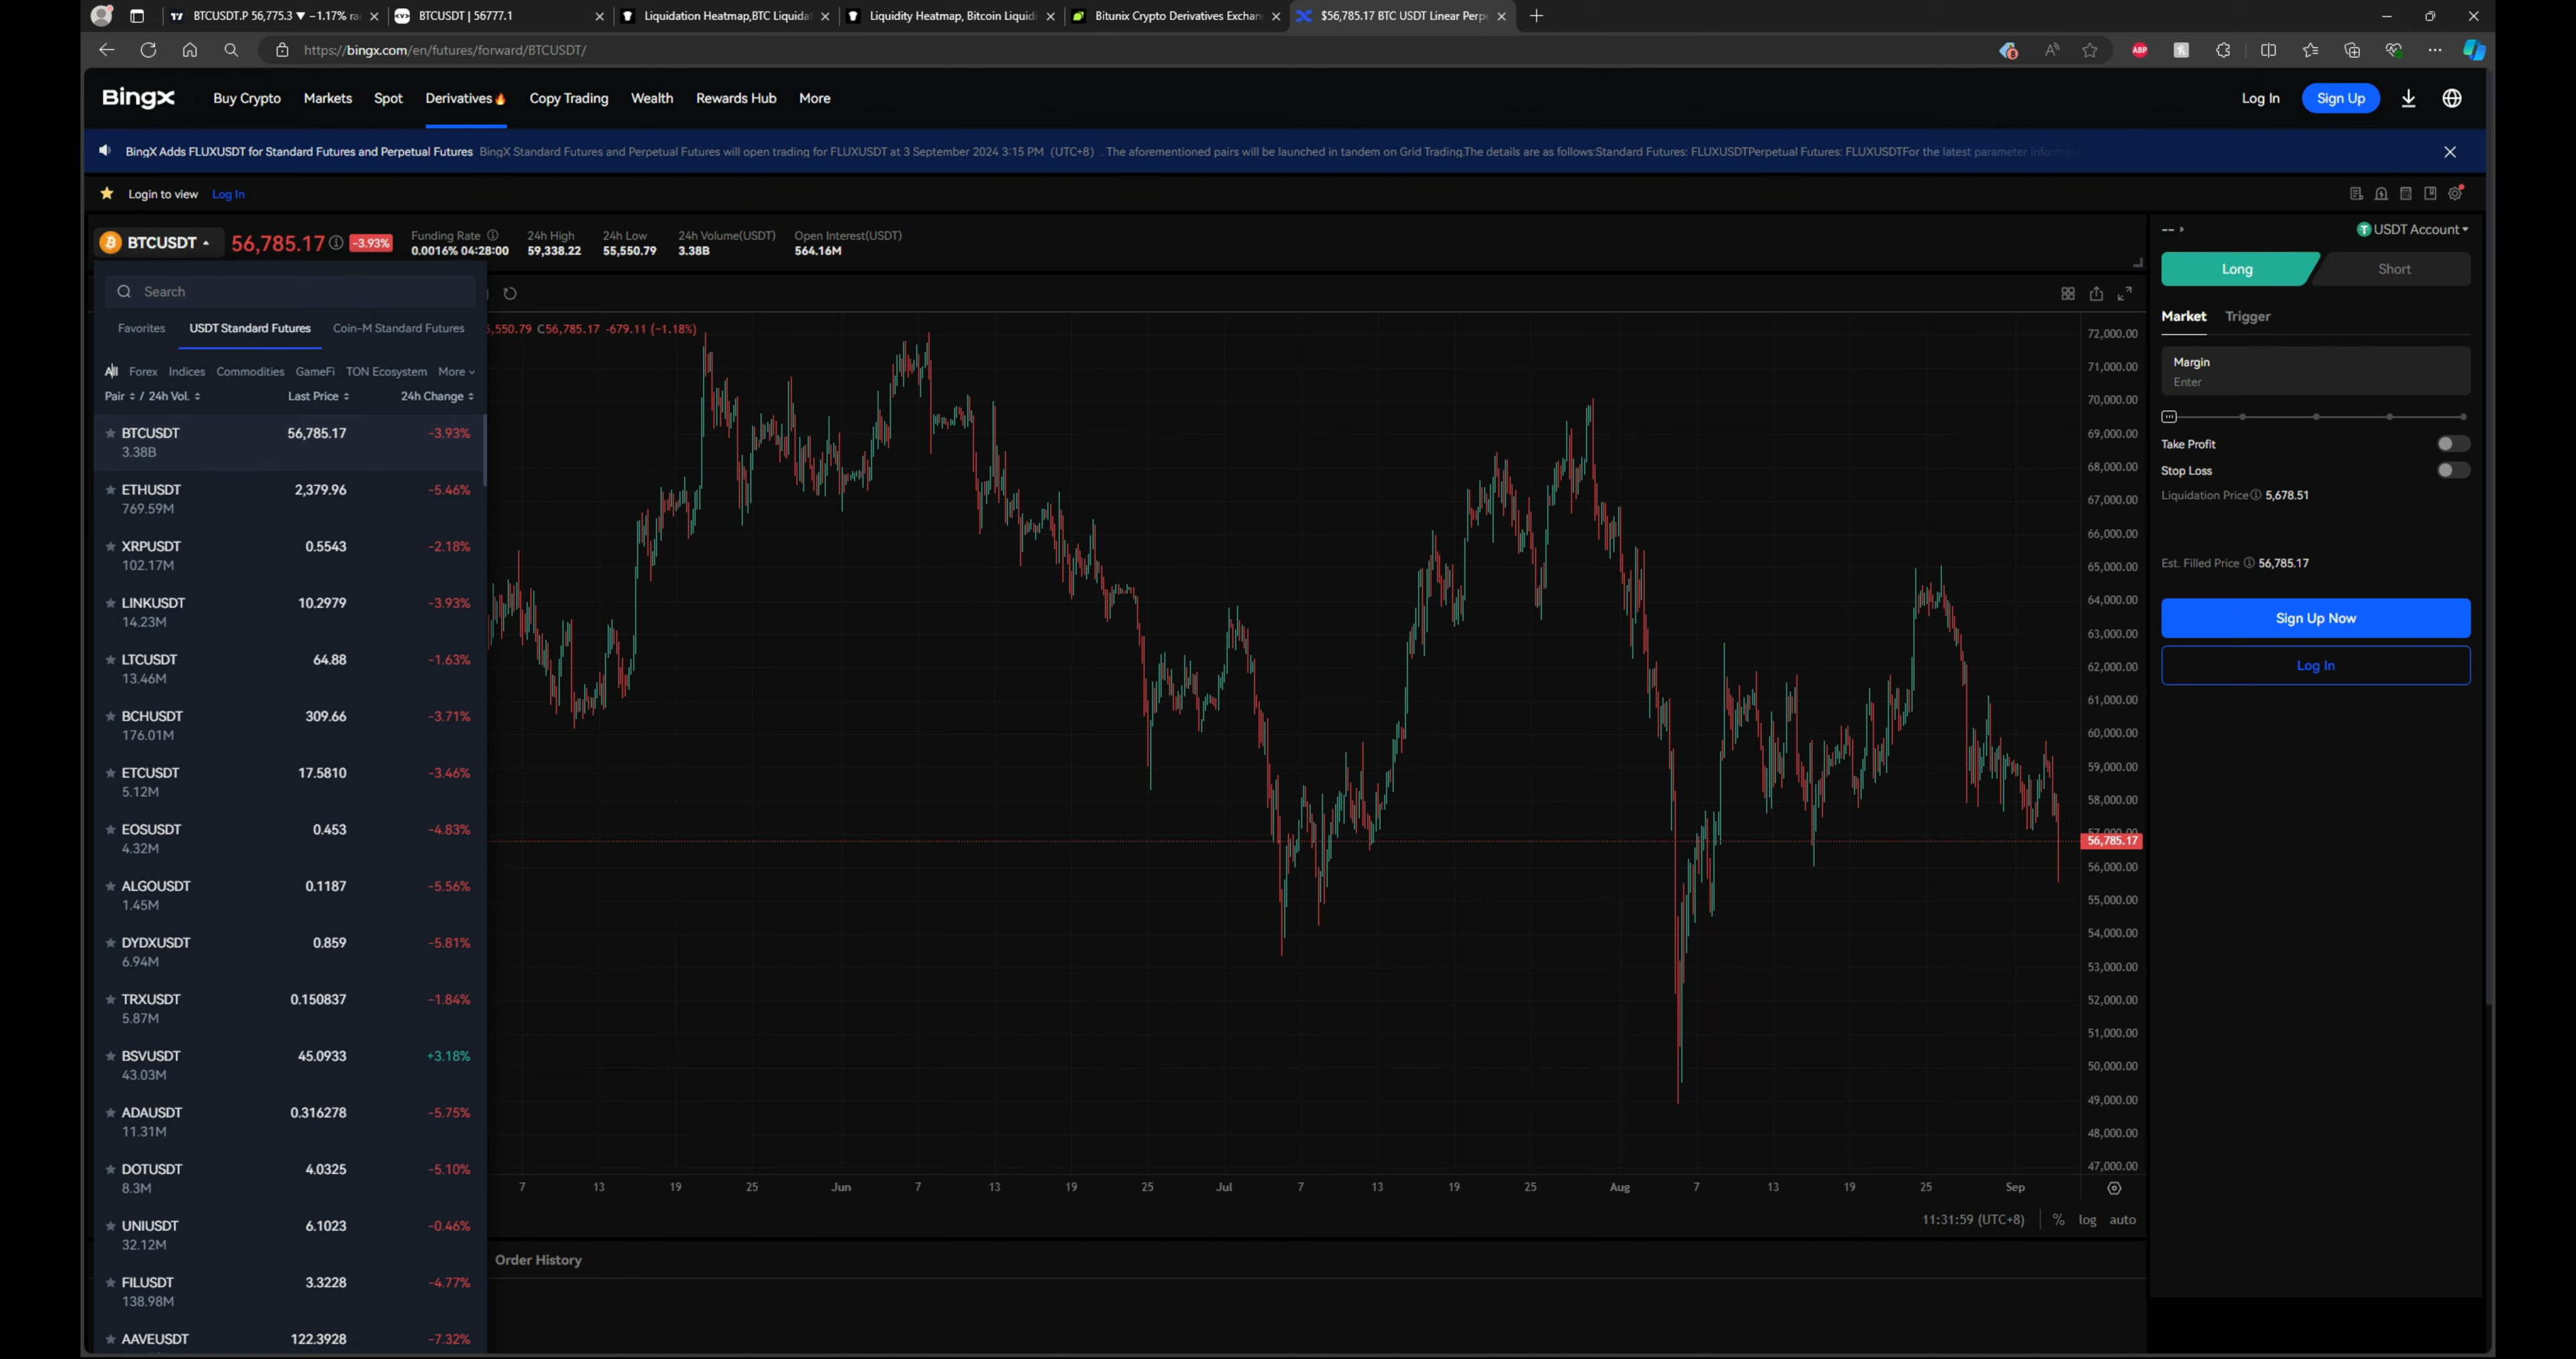 BTCUSDT.P 56,775.3 ▼ −1.17%
BTCUSDT | 56777.1
Liquidation Heatmap,BTC Liquidat
Liquidity Heatmap, Bitcoin Liquidi
Bitunix Crypto Derivatives Exchan
$56,785.17 BTC USDT Linear Perpe
https://bingx.com/en/futures/forward/BTCUSDT/
ABP
BingX
Buy Crypto
Markets
Spot
Derivatives
Copy Trading
Wealth
Rewards Hub
More
Log In
Sign Up
BingX Adds FLUXUSDT for Standard Futures and Perpetual Futures BingX Standard Futures and Perpetual Futures will open trading for FLUXUSDT at 3 September 2024 3:15 PM (UTC+8) . The aforementioned pairs will be launched in tandem on Grid Trading.The details are as follows:Standard Futures: FLUXUSDTPerpetual Futures: FLUXUSDTFor the latest parameter
Login to view Log In
BTCUSDT
56,785.17
-3.93%
Funding Rate
0.0016% 04:28:00
24h High
59,338.22
24h Low
55,550.79
24h Volume(USDT)
3.38B
Open Interest(USDT)
564.16M
Search
Favorites
USDT Standard Futures
Coin-M Standard Futures
All Forex Indices Commodities GameFi TON Ecosystem More
Pair / 24h Vol. Last Price 24h Change
BTCUSDT 56,785.17 -3.93%
3.38B
ETHUSDT 2,379.96 -5.46%
769.59M
XRPUSDT 0.5543 -2.18%
102.17M
LINKUSDT 10.2979 -3.93%
14.23M
LTCUSDT 64.88 -1.63%
13.46M
BCHUSDT 309.66 -3.71%
176.01M
ETCUSDT 17.5810 -3.46%
5.12M
EOSUSDT 0.453 -4.83%
4.32M
ALGOUSDT 0.1187 -5.56%
1.45M
DYDXUSDT 0.859 -5.81%
6.94M
TRXUSDT 0.150837 -1.84%
5.87M
BSVUSDT 45.0933 +3.18%
43.03M
ADAUSDT 0.316278 -5.75%
11.31M
DOTUSDT 4.0325 -5.10%
8.3M
UNIUSDT 6.1023 -0.46%
32.12M
FILUSDT 3.3228 -4.77%
138.98M
AAVEUSDT 122.3928 -7.32%
,550.79 C56,785.17 -679.11 (−1.18%)
72,000.00
71,000.00
70,000.00
69,000.00
68,000.00
67,000.00
66,000.00
65,000.00
64,000.00
63,000.00
62,000.00
61,000.00
60,000.00
59,000.00
58,000.00
57,000.00
56,785.17
56,000.00
55,000.00
54,000.00
53,000.00
52,000.00
51,000.00
50,000.00
49,000.00
48,000.00
47,000.00
7 13 19 25 Jun 7 13 19 25 Jul 7 13 19 25 Aug 7 13 19 25 Sep
11:31:59 (UTC+8) % log auto
Order History
--
USDT Account
Long
Short
Market
Trigger
Margin
Enter
Take Profit
Stop Loss
Liquidation Price 5,678.51
Est. Filled Price 56,785.17
Sign Up Now
Log In